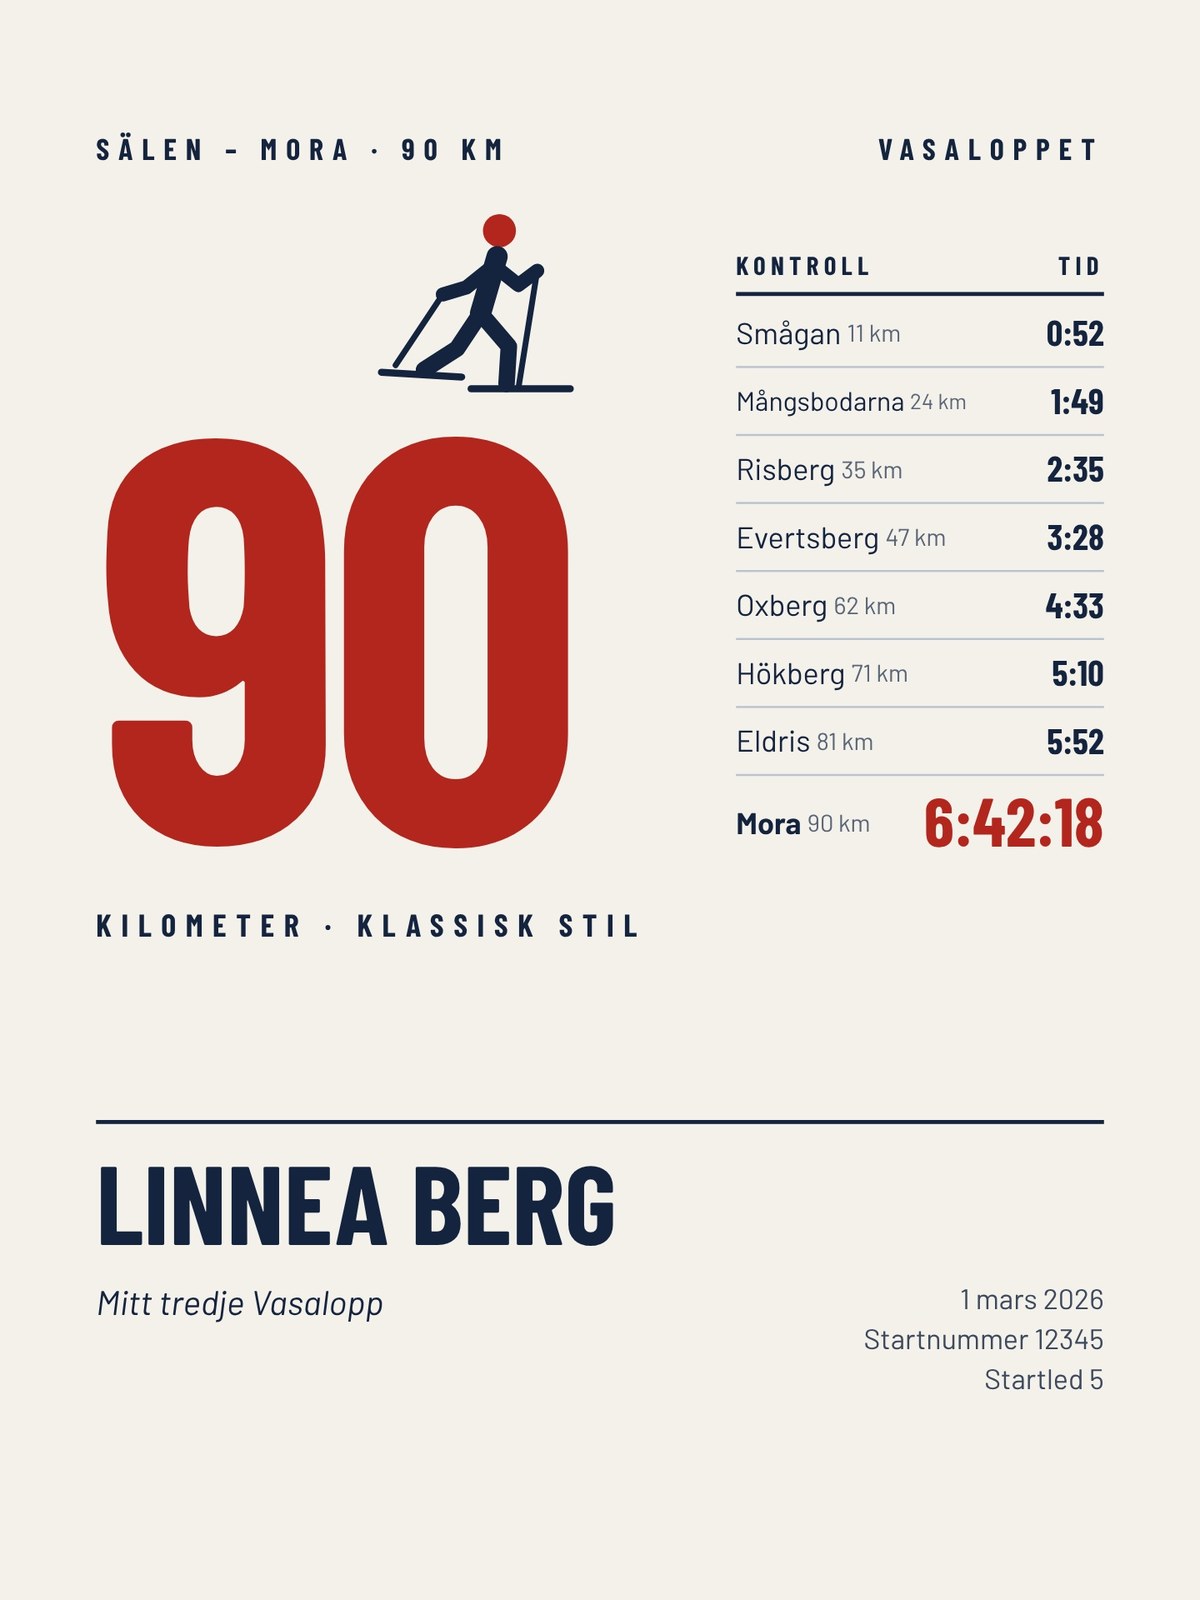 SÄLEN – MORA · 90 KM
VASALOPPET
90
KILOMETER · KLASSISK STIL
KONTROLL TID
Smågan 11 km 0:52
Mångsbodarna 24 km 1:49
Risberg 35 km 2:35
Evertsberg 47 km 3:28
Oxberg 62 km 4:33
Hökberg 71 km 5:10
Eldris 81 km 5:52
Mora 90 km 6:42:18
LINNEA BERG
Mitt tredje Vasalopp
1 mars 2026
Startnummer 12345
Startled 5